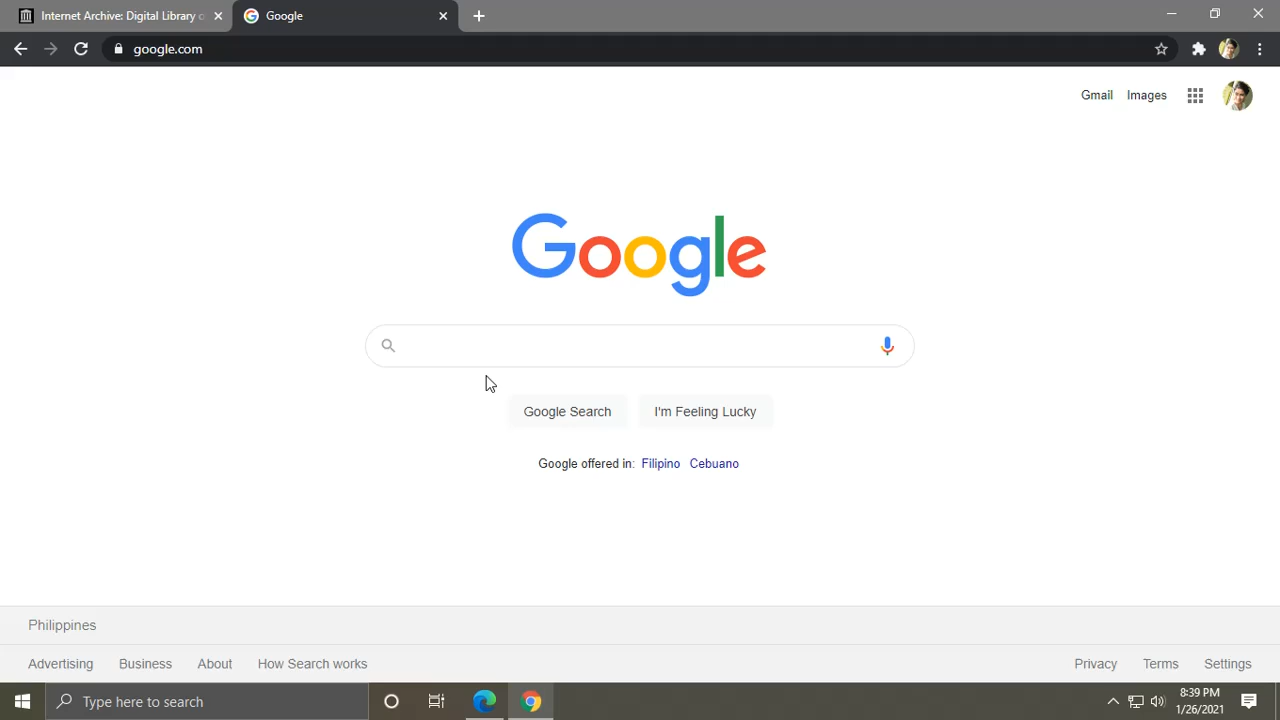 Internet Archive: Digital Library
Google
google.com
Gmail Images
Google
Google Search I'm Feeling Lucky
Google offered in: Filipino Cebuano
Philippines
Advertising Business About How Search works Privacy Terms Settings
Type here to search
8:39 PM
1/26/2021